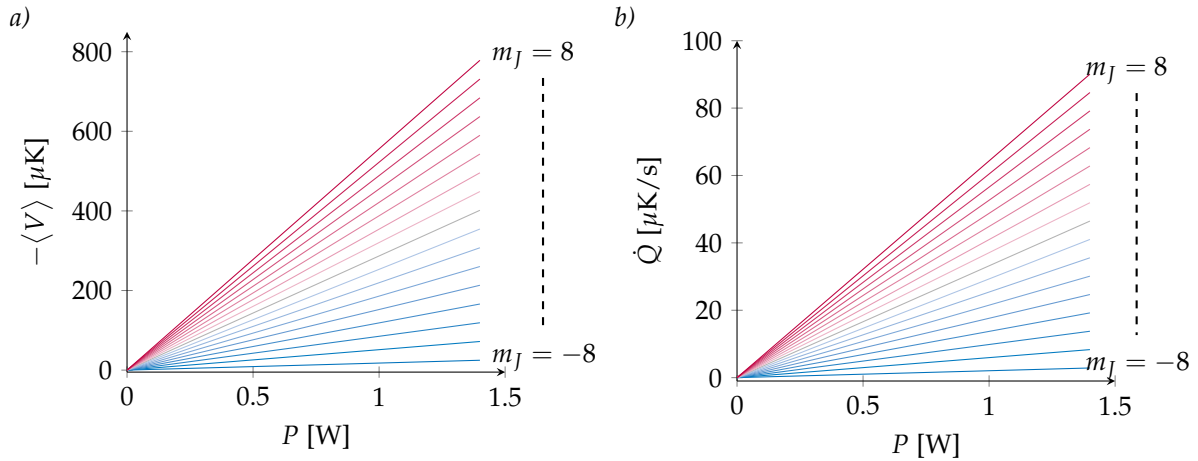 a)
−⟨V⟩ [µK]
800
600
400
200
0
0
0.5
1
1.5
P [W]
m_J = 8
m_J = −8
b)
Q̇ [µK/s]
100
80
60
40
20
0
0
0.5
1
1.5
P [W]
m_J = 8
m_J = −8